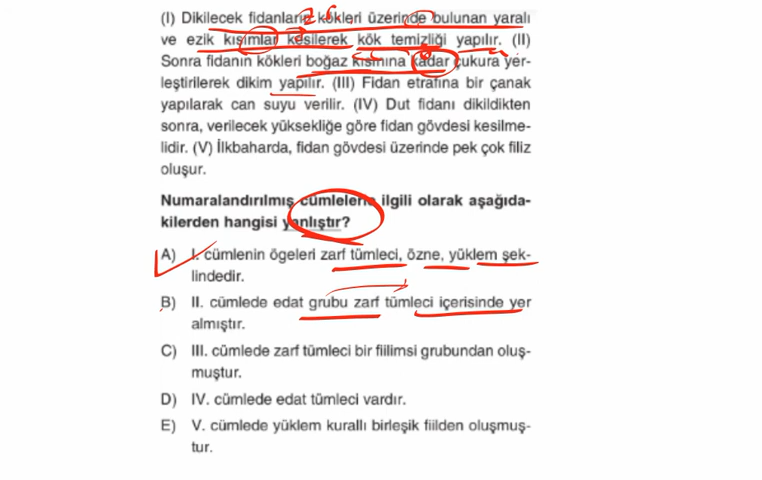 (I) Dikilecek fidanların kökleri üzerinde bulunan yaralı
ve ezik kısımlar kesilerek kök temizliği yapılır. (II)
Sonra fidanın kökleri boğaz kısmına kadar çukura yer-
leştirilerek dikim yapılır. (III) Fidan etrafına bir çanak
yapılarak can suyu verilir. (IV) Dut fidanı dikildikten
sonra, verilecek yüksekliğe göre fidan gövdesi kesilme-
lidir. (V) İlkbaharda, fidan gövdesi üzerinde pek çok filiz
oluşur.
Numaralandırılmış cümlelerle ilgili olarak aşağıda-
kilerden hangisi yanlıştır?
A) I. cümlenin ögeleri zarf tümleci, özne, yüklem şek-
lindedir.
B) II. cümlede edat grubu zarf tümleci içerisinde yer
almıştır.
C) III. cümlede zarf tümleci bir fiilimsi grubundan oluş-
muştur.
D) IV. cümlede edat tümleci vardır.
E) V. cümlede yüklem kurallı birleşik fiilden oluşmuş-
tur.